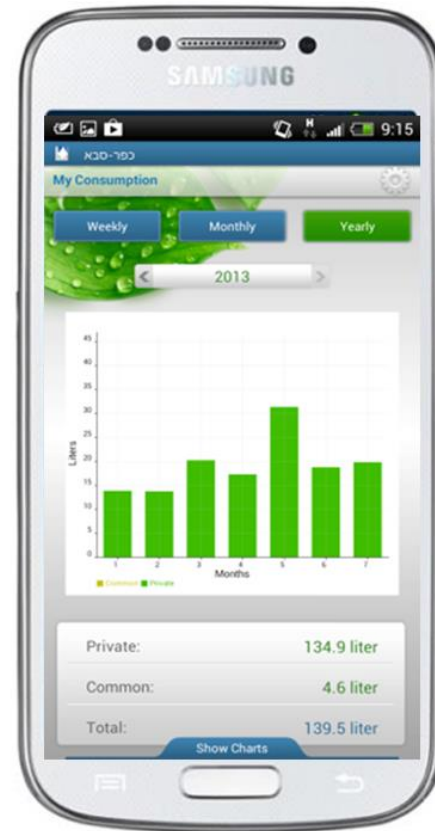 SAMSUNG
H 9:15
כפר-סבא
My Consumption
Weekly Monthly Yearly
< 2013 >
45
40
35
30
25
20
15
10
5
0
Liters
1 2 3 4 5 6 7
Months
Common Private
Private: 134.9 liter
Common: 4.6 liter
Total: 139.5 liter
Show Charts